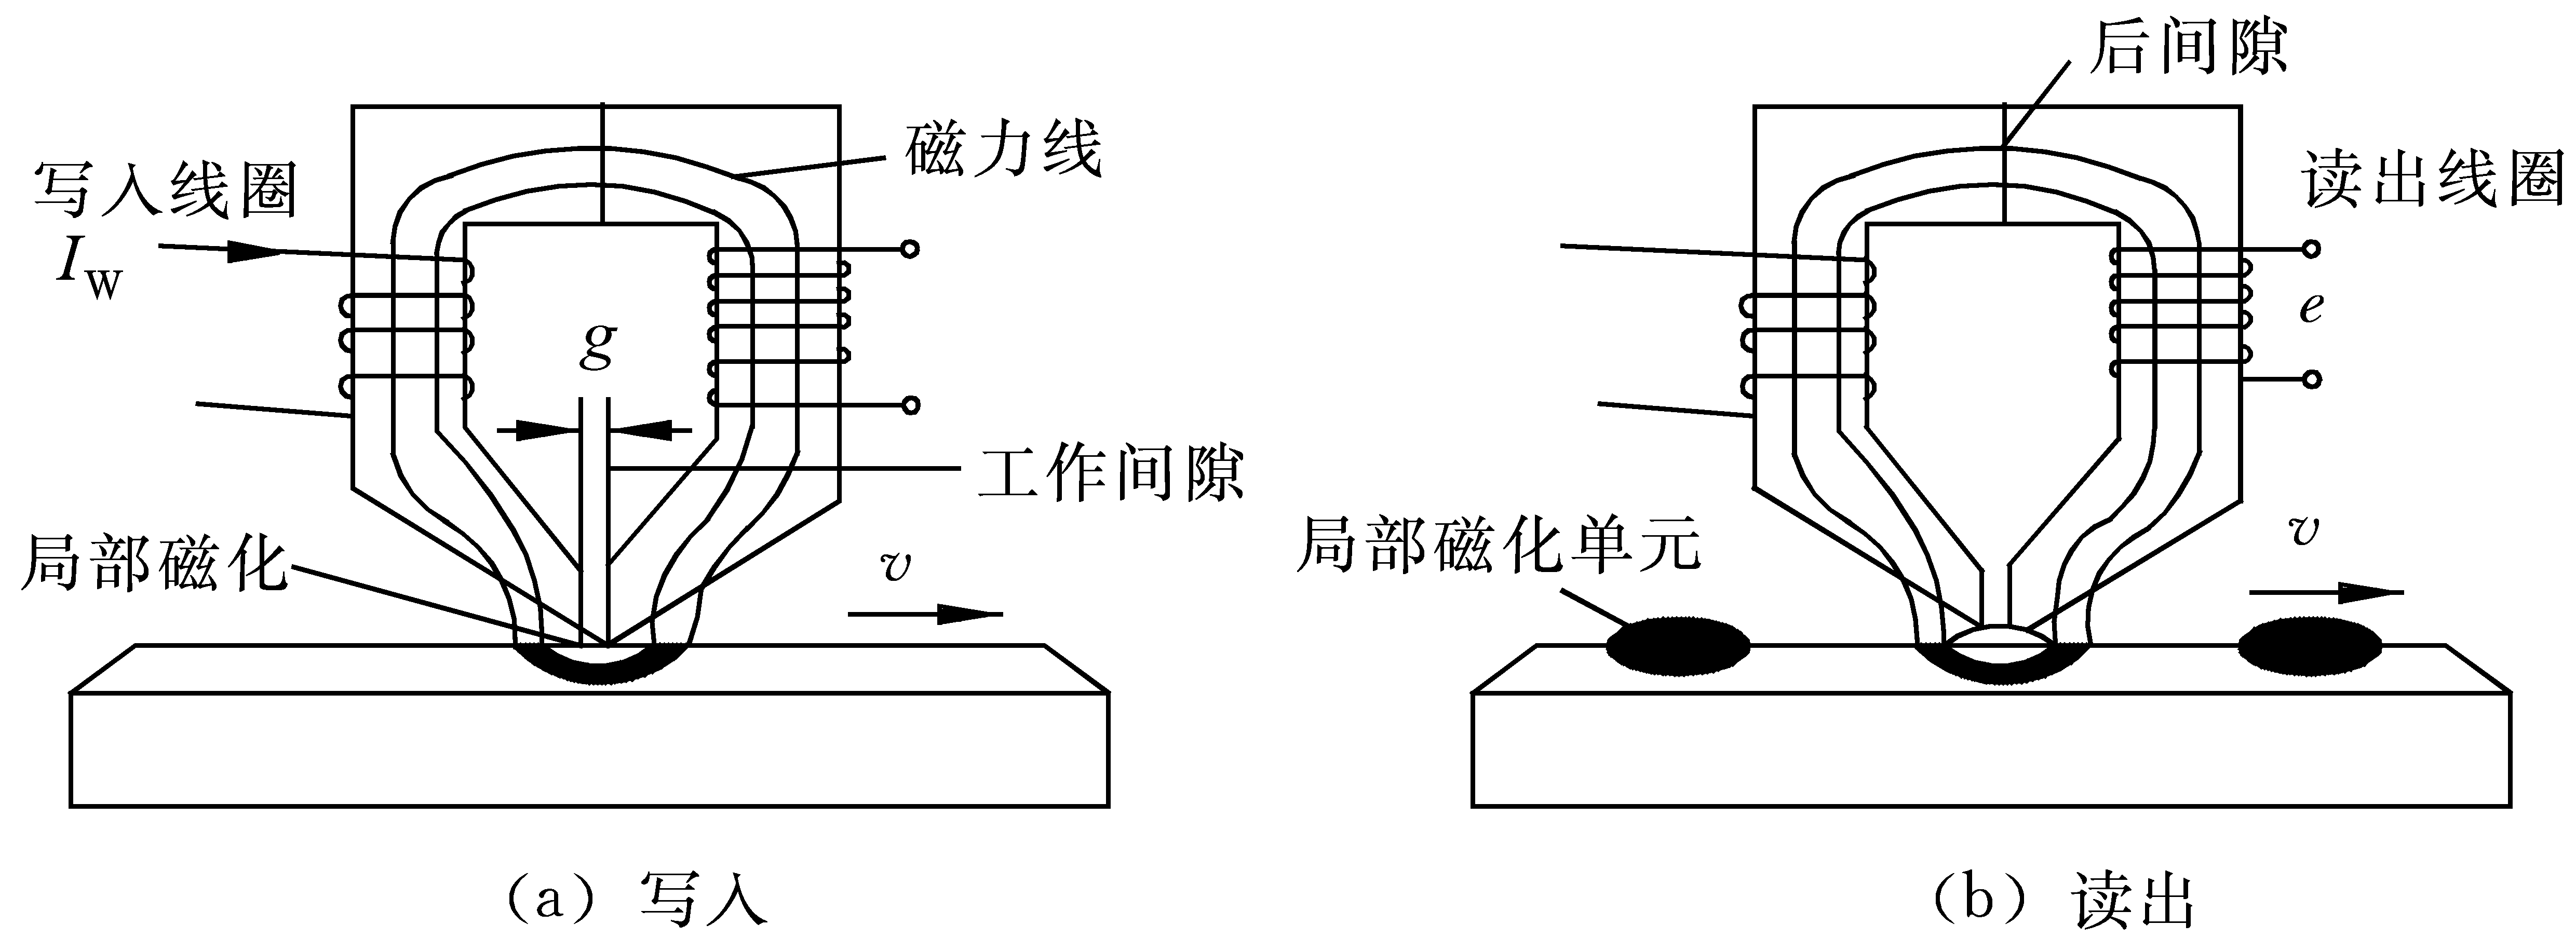 写入线圈
I_W
磁力线
g
工作间隙
局部磁化
v
(a) 写入
后间隙
读出线圈
e
局部磁化单元
v
(b) 读出